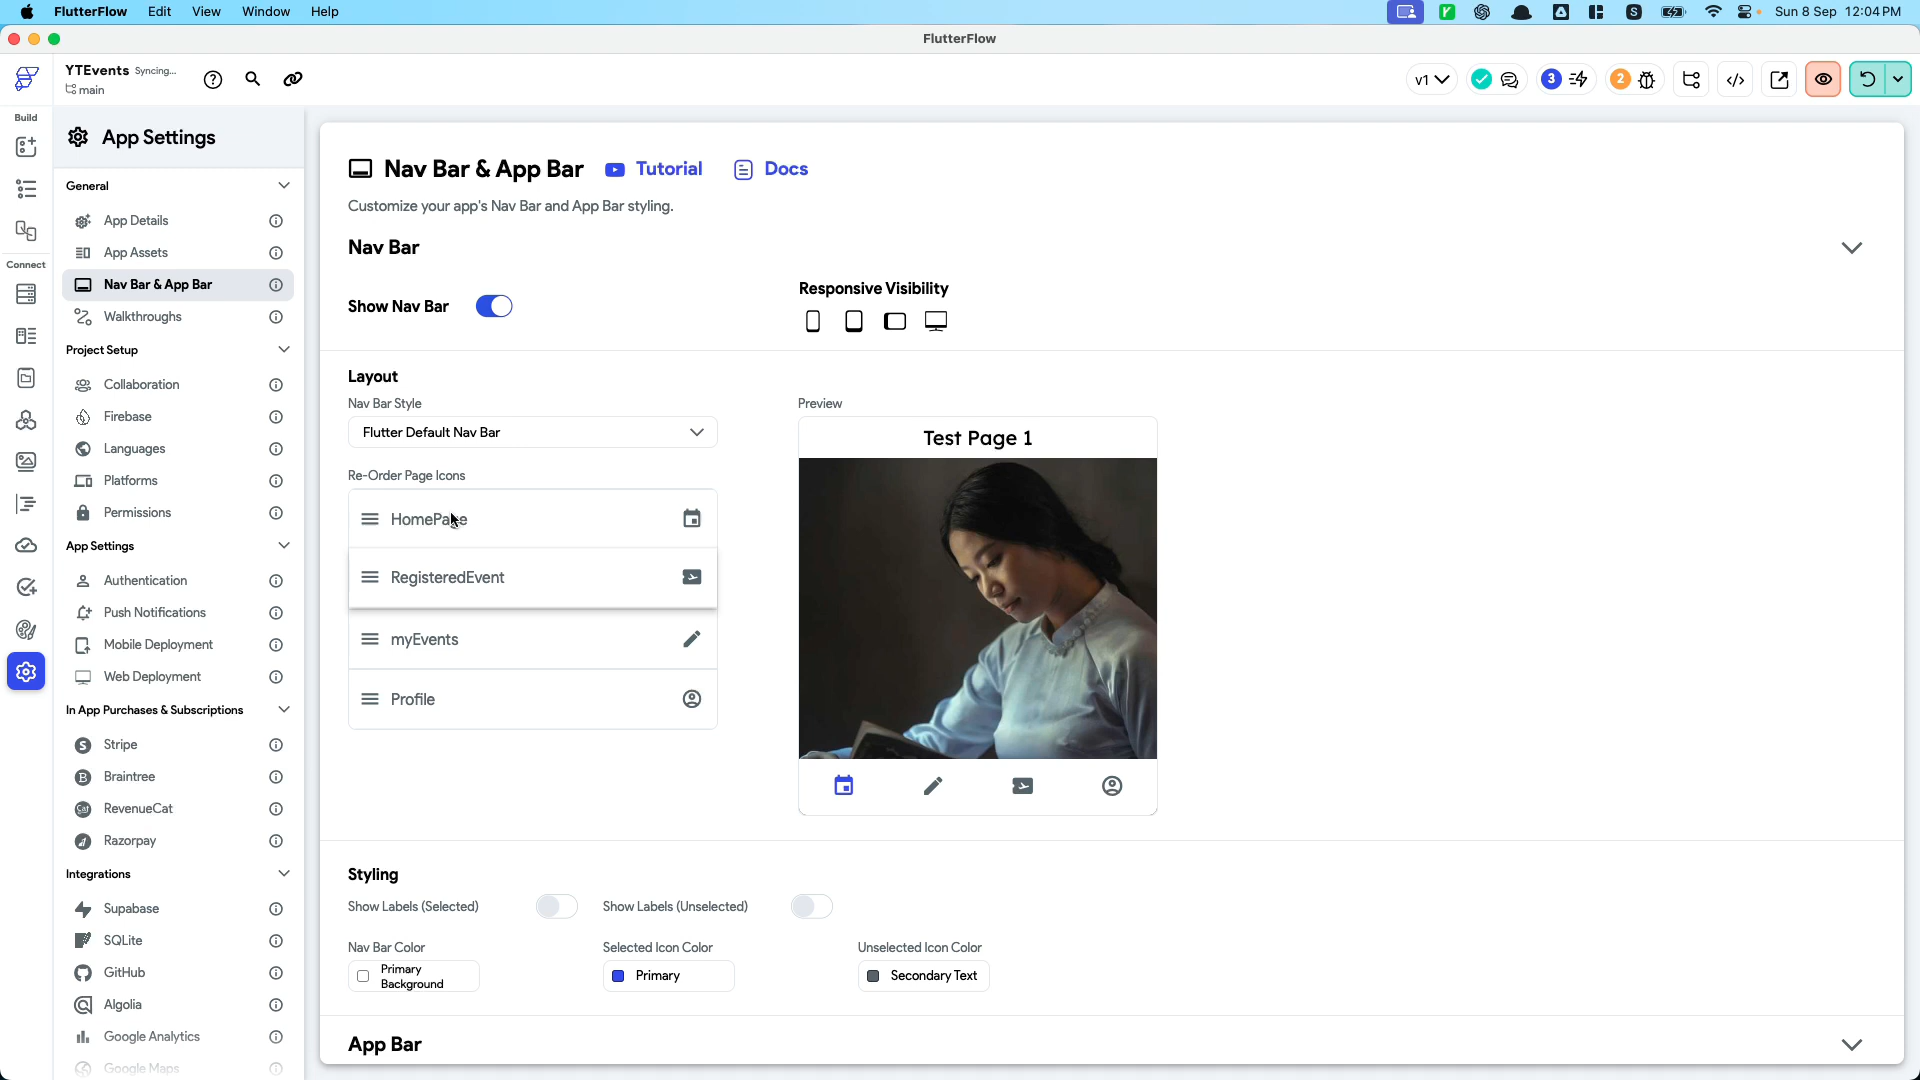 FlutterFlow Edit View Window Help
Sun 8 Sep 12:04 PM
FlutterFlow
YTEvents Syncing...
main
v1
3
2
Build
Connect
App Settings
General
App Details
App Assets
Nav Bar & App Bar
Walkthroughs
Project Setup
Collaboration
Firebase
Languages
Platforms
Permissions
App Settings
Authentication
Push Notifications
Mobile Deployment
Web Deployment
In App Purchases & Subscriptions
Stripe
Braintree
RevenueCat
Razorpay
Integrations
Supabase
SQLite
GitHub
Algolia
Google Analytics
Google Maps
Nav Bar & App Bar Tutorial Docs
Customize your app's Nav Bar and App Bar styling.
Nav Bar
Show Nav Bar
Responsive Visibility
Layout
Nav Bar Style
Flutter Default Nav Bar
Re-Order Page Icons
HomePage
RegisteredEvent
myEvents
Profile
Preview
Test Page 1
Styling
Show Labels (Selected) Show Labels (Unselected)
Nav Bar Color Selected Icon Color Unselected Icon Color
Primary
Background
Primary
Secondary Text
App Bar